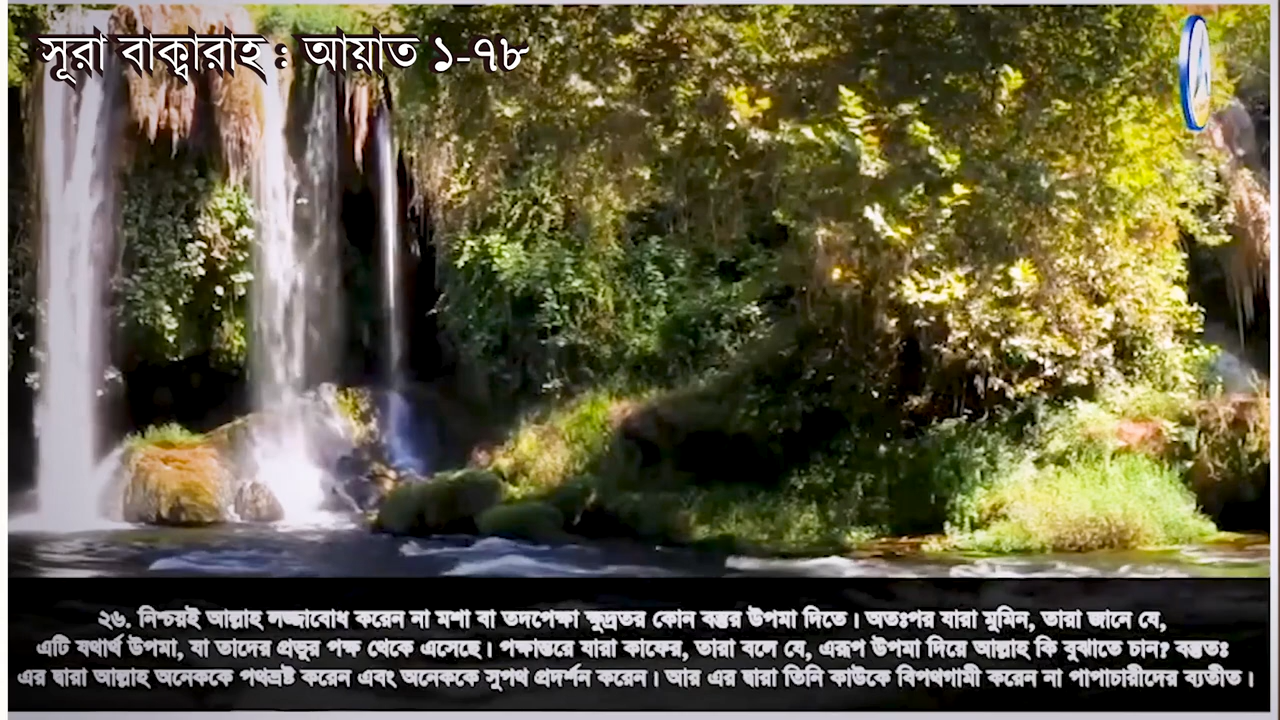 সূরা বাক্বারাহ : আয়াত ১-৭৮
২৬. নিশ্চয়ই আল্লাহ লজ্জাবোধ করেন না মশা বা তদপেক্ষা ক্ষুদ্রতর কোন বস্তুর উপমা দিতে। অতঃপর যারা মুমিন, তারা জানে যে,
এটি যথার্থ উপমা, যা তাদের প্রভুর পক্ষ থেকে এসেছে। পক্ষান্তরে যারা কাফের, তারা বলে যে, এরূপ উপমা দিয়ে আল্লাহ কি বুঝাতে চান? বস্তুতঃ
এর দ্বারা আল্লাহ অনেককে পথভ্রষ্ট করেন এবং অনেককে সুপথ প্রদর্শন করেন। আর এর দ্বারা তিনি কাউকে বিপথগামী করেন না পাপাচারীদের ব্যতীত।